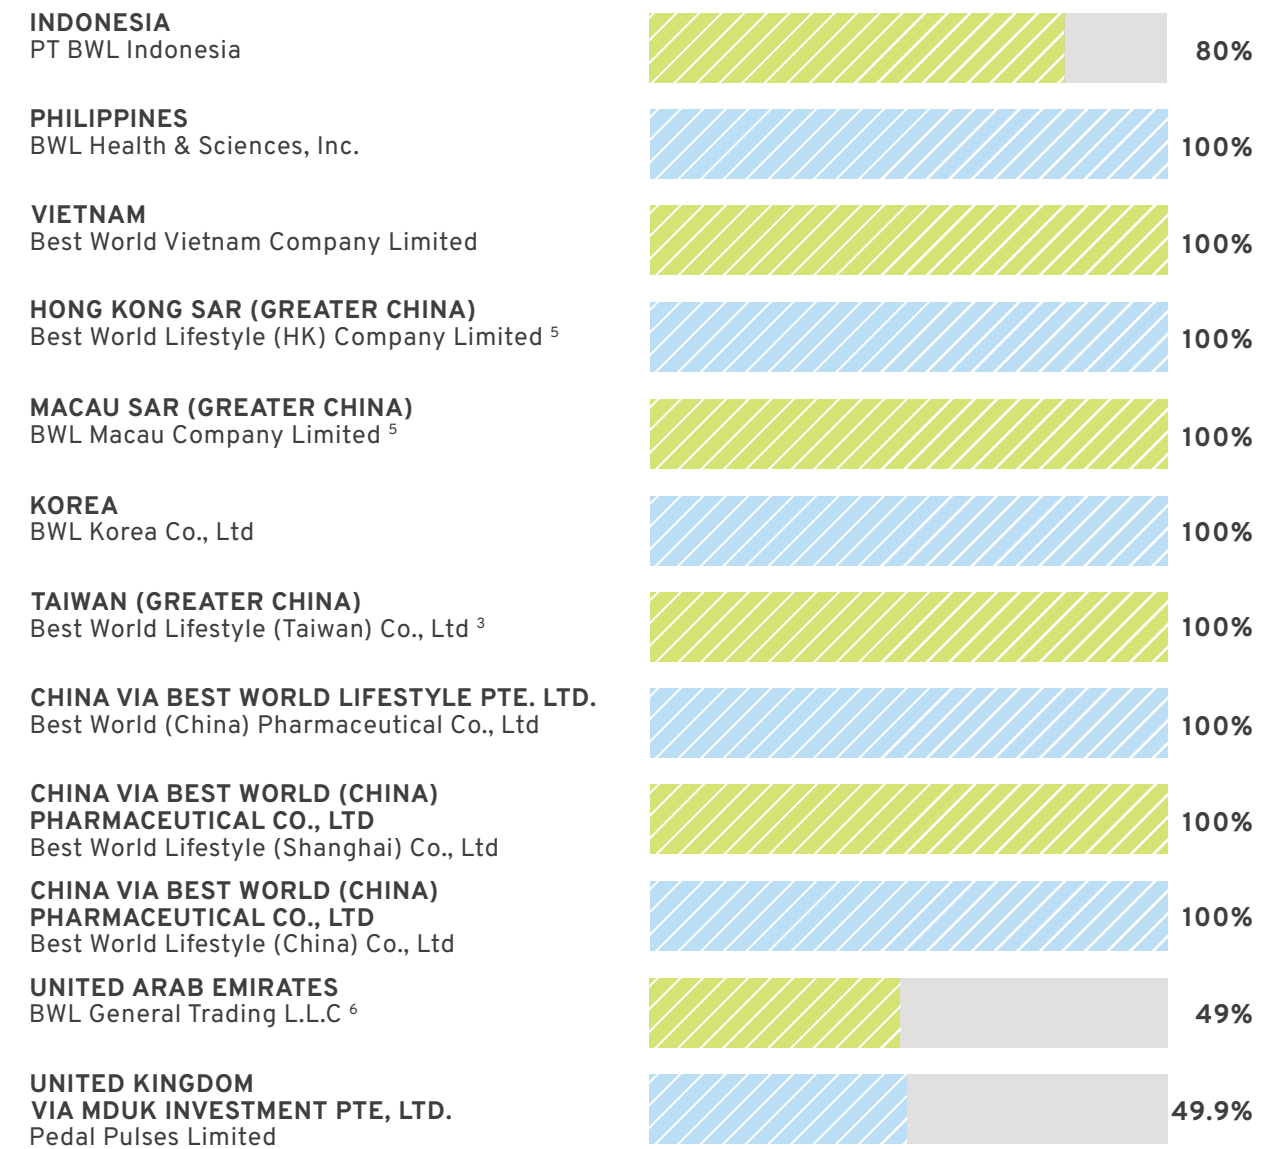 INDONESIA
PT BWL Indonesia
80%
PHILIPPINES
BWL Health & Sciences, Inc.
100%
VIETNAM
Best World Vietnam Company Limited
100%
HONG KONG SAR (GREATER CHINA)
Best World Lifestyle (HK) Company Limited 5
100%
MACAU SAR (GREATER CHINA)
BWL Macau Company Limited 5
100%
KOREA
BWL Korea Co., Ltd
100%
TAIWAN (GREATER CHINA)
Best World Lifestyle (Taiwan) Co., Ltd 3
100%
CHINA VIA BEST WORLD LIFESTYLE PTE. LTD.
Best World (China) Pharmaceutical Co., Ltd
100%
CHINA VIA BEST WORLD (CHINA)
PHARMACEUTICAL CO., LTD
Best World Lifestyle (Shanghai) Co., Ltd
100%
CHINA VIA BEST WORLD (CHINA)
PHARMACEUTICAL CO., LTD
Best World Lifestyle (China) Co., Ltd
100%
UNITED ARAB EMIRATES
BWL General Trading L.L.C 6
49%
UNITED KINGDOM
VIA MDUK INVESTMENT PTE, LTD.
Pedal Pulses Limited
49.9%